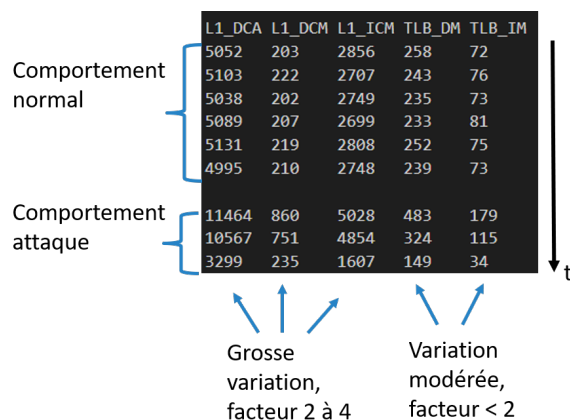 L1_DCA L1_DCM L1_ICM TLB_DM TLB_IM
5052 203 2856 258 72
5103 222 2707 243 76
5038 202 2749 235 73
5089 207 2699 233 81
5131 219 2808 252 75
4995 210 2748 239 73
Comportement
normal
11464 860 5028 483 179
10567 751 4854 324 115
3299 235 1607 149 34
Comportement
attaque
t
Grosse
variation,
facteur 2 à 4
Variation
modérée,
facteur < 2